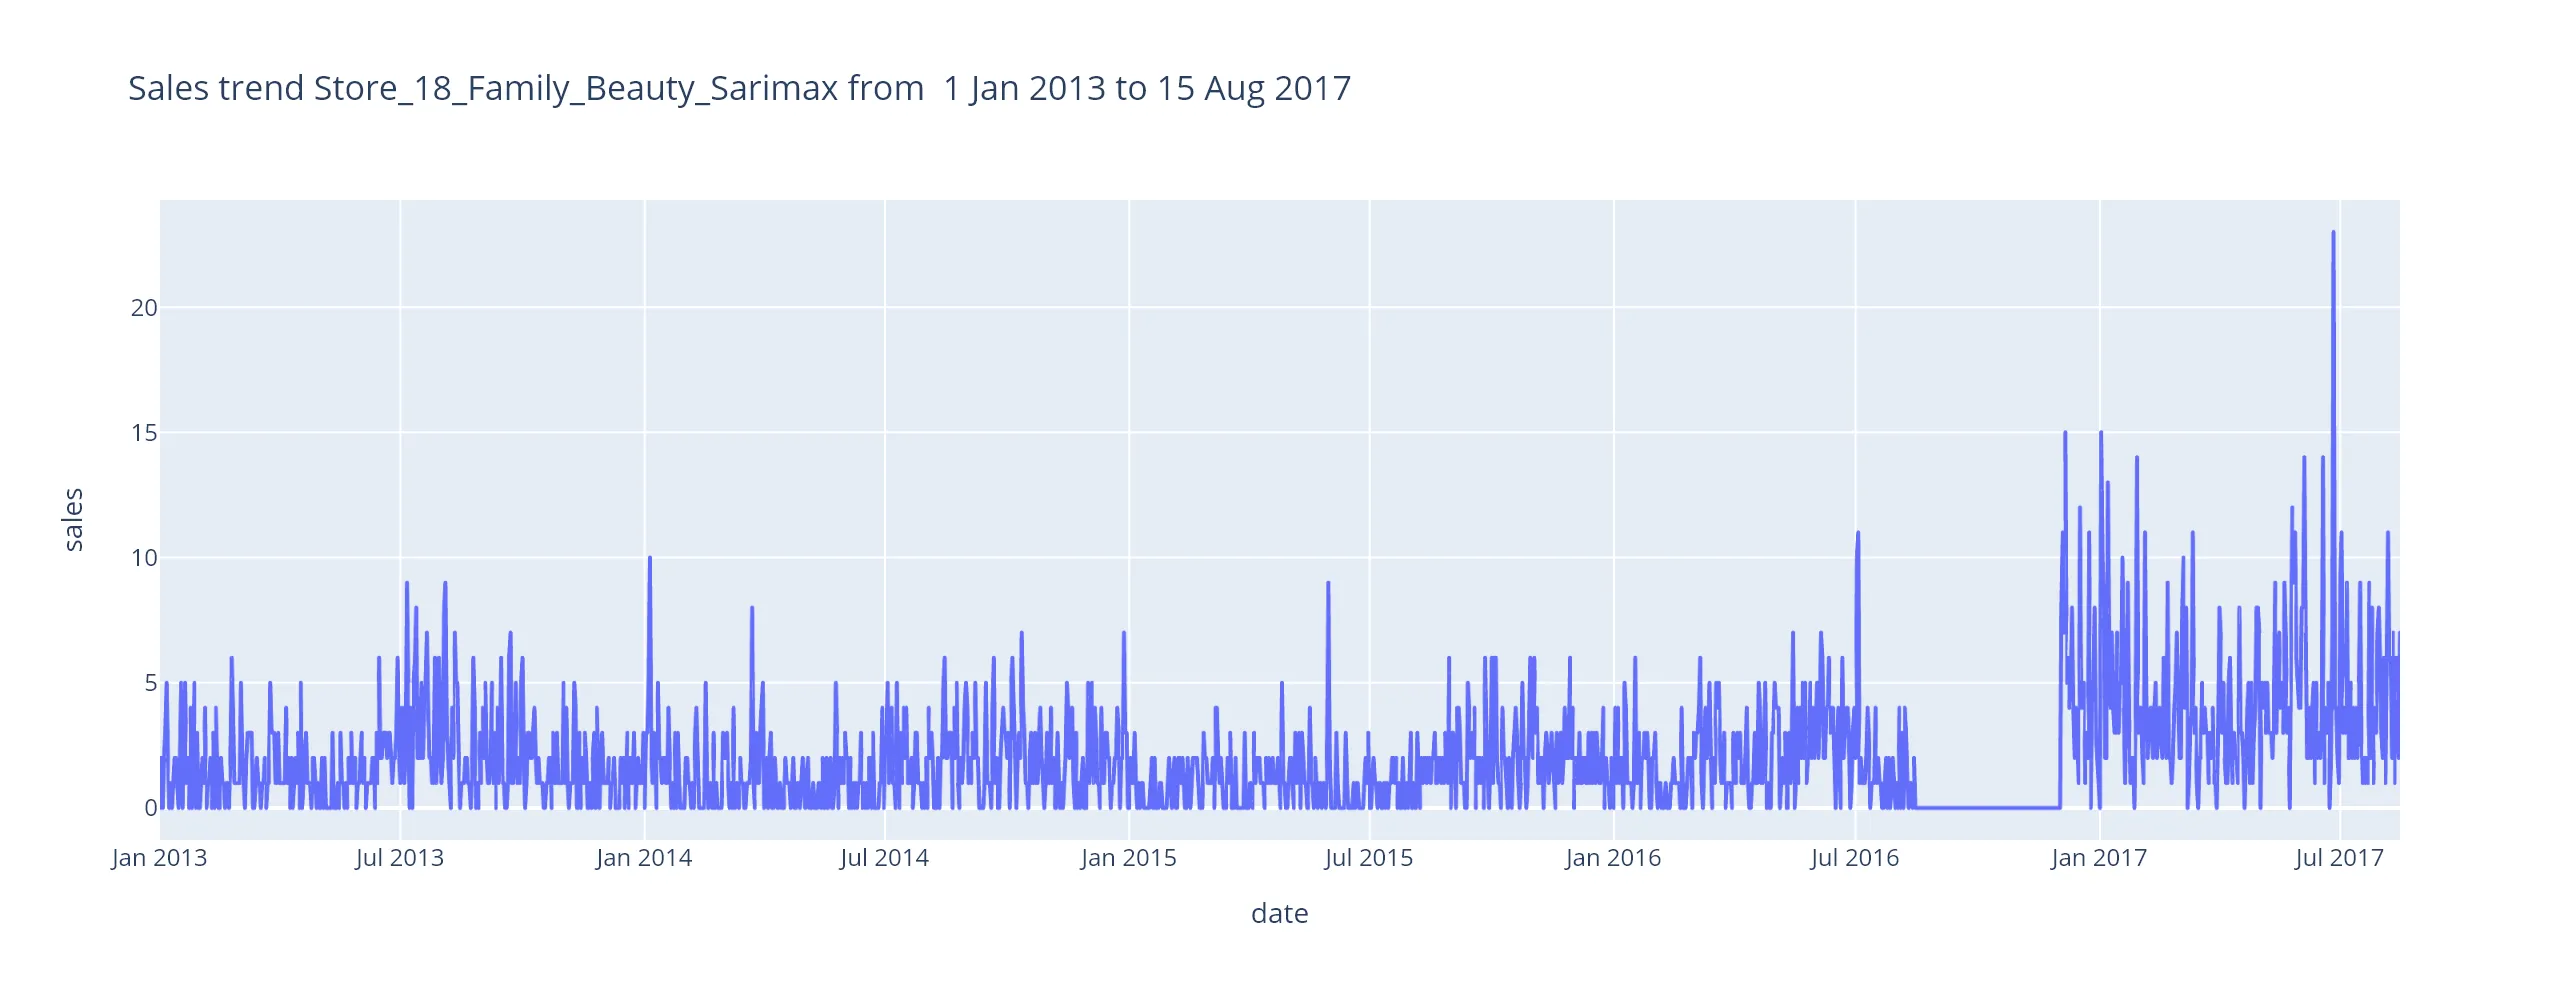 Sales trend Store_18_Family_Beauty_Sarimax from  1 Jan 2013 to 15 Aug 2017
sales
20
15
10
5
0
Jan 2013 Jul 2013 Jan 2014 Jul 2014 Jan 2015 Jul 2015 Jan 2016 Jul 2016 Jan 2017 Jul 2017
date